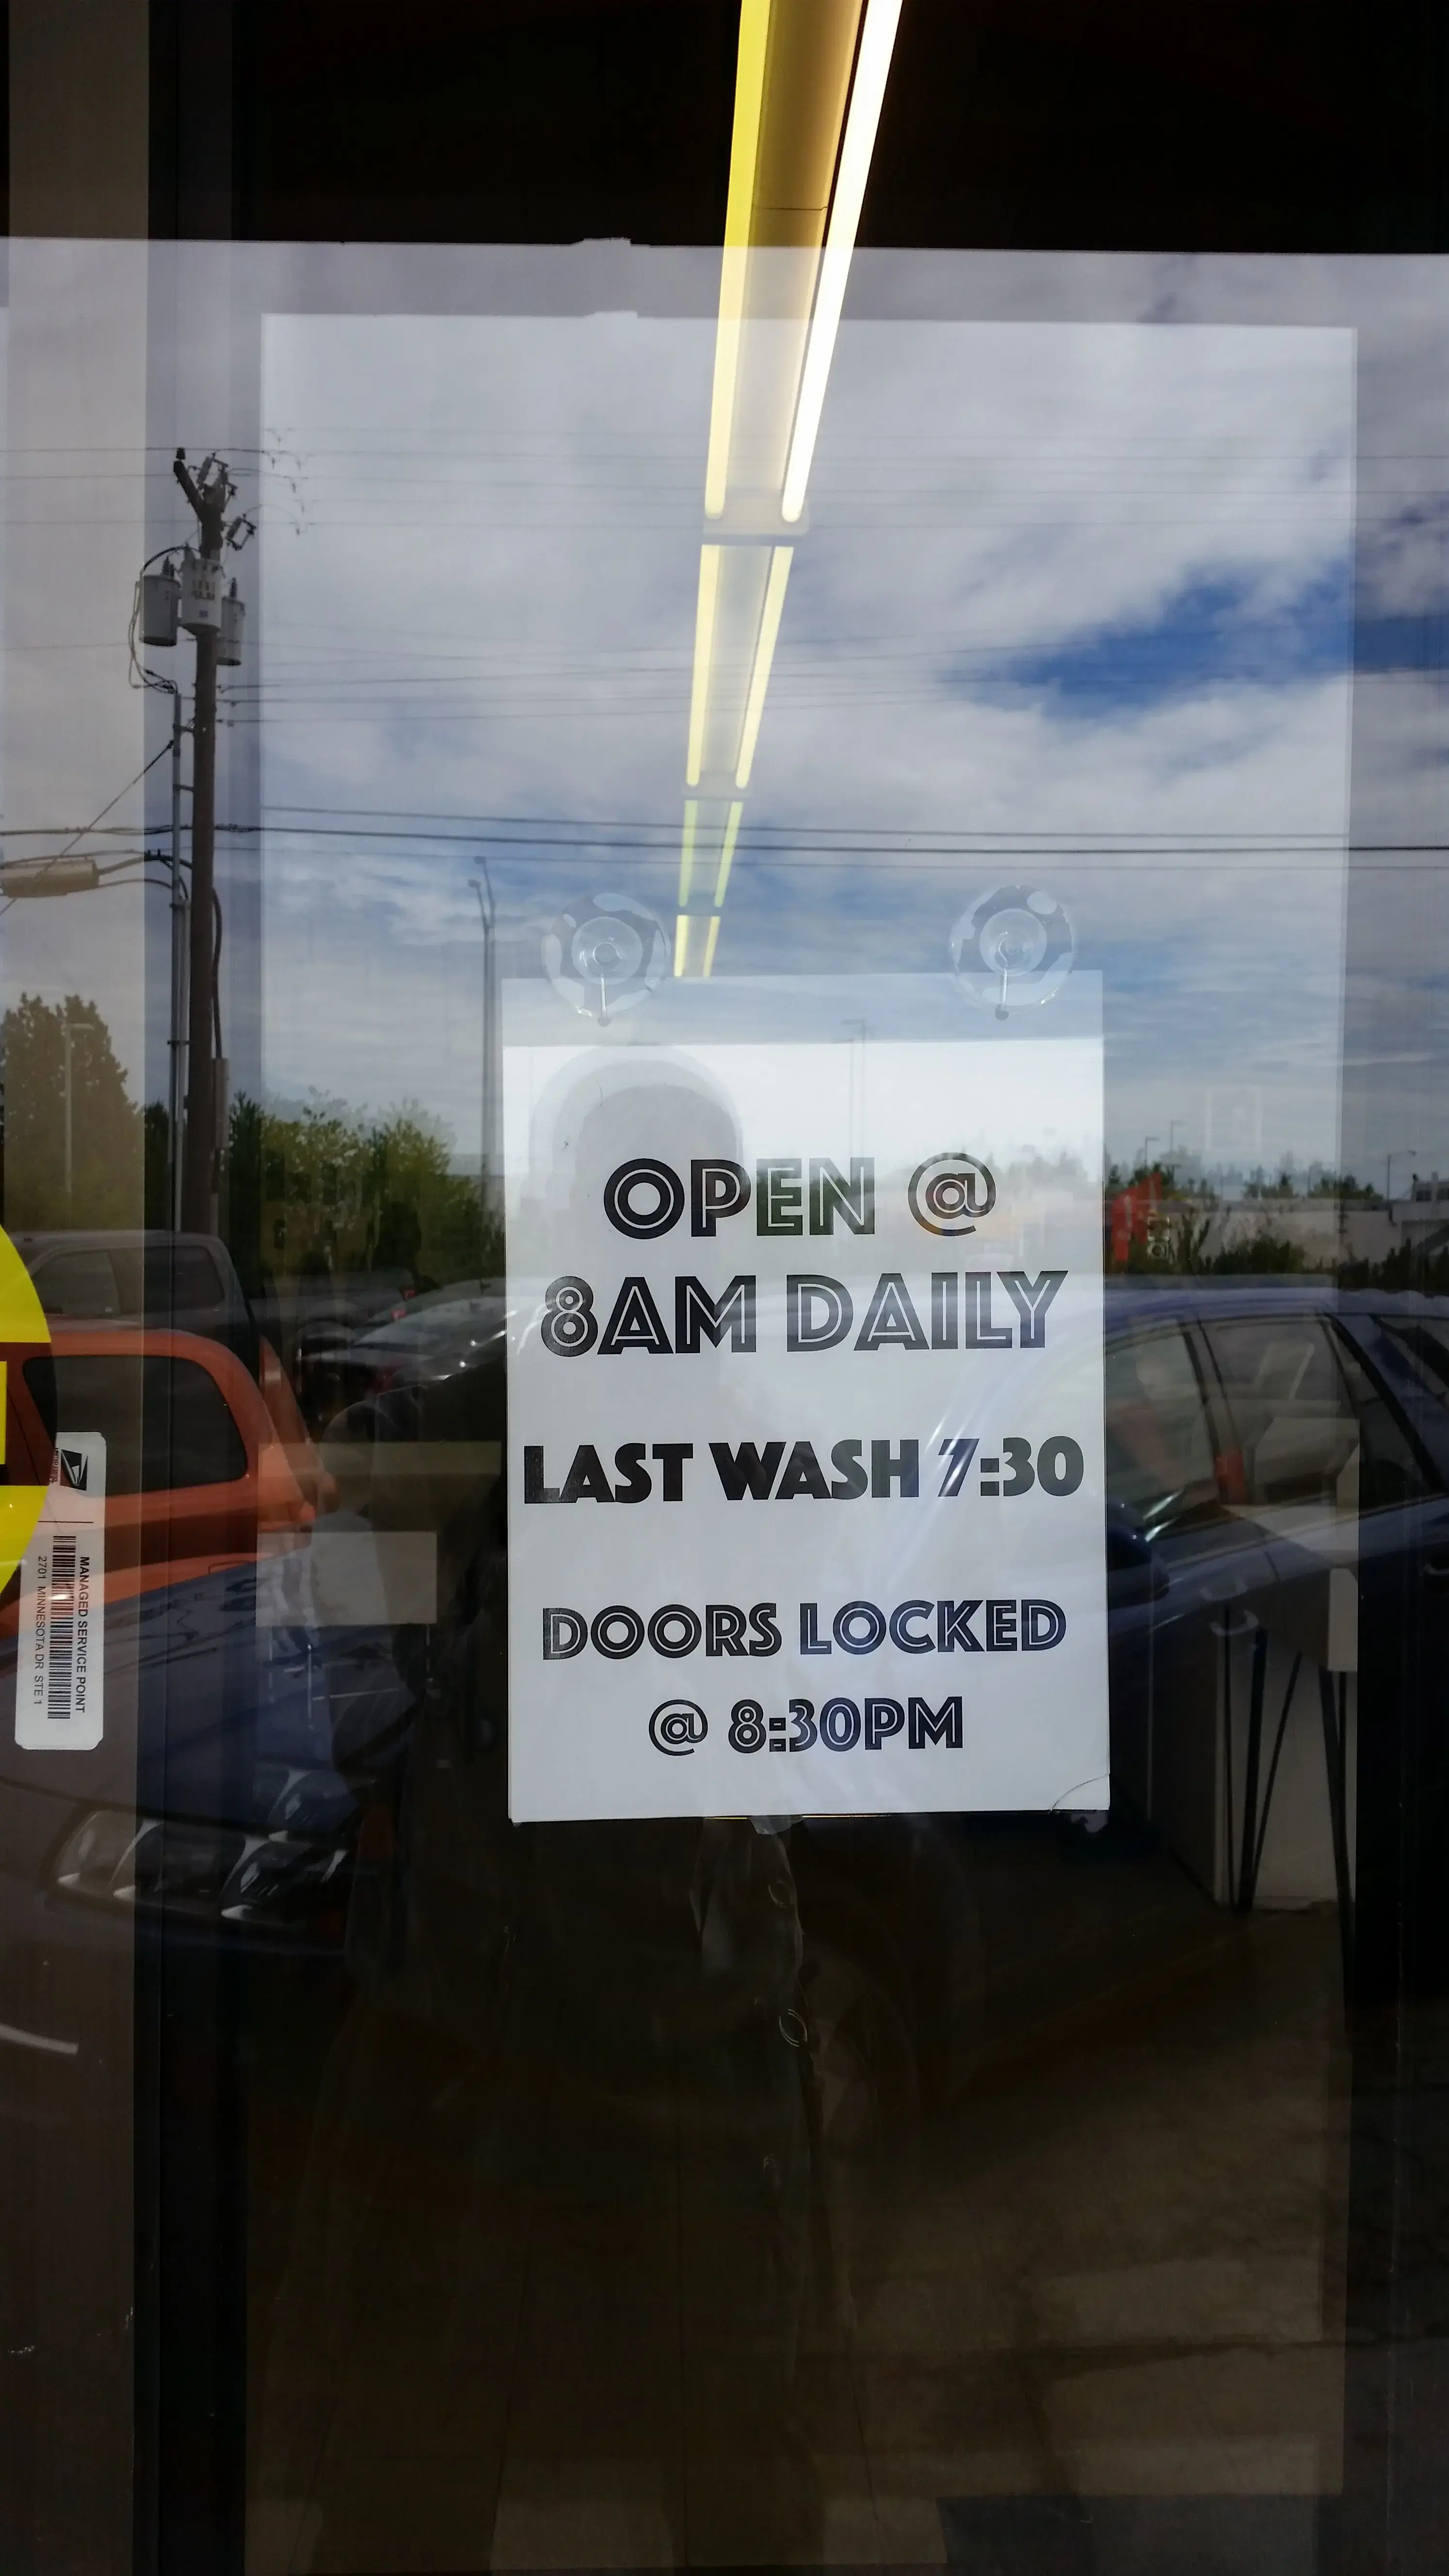 OPEN @
8AM DAILY
LAST WASH 7:30
DOORS LOCKED
@ 8:30PM
MANAGED SERVICE POINT
2701 MINNESOTA DR STE 1